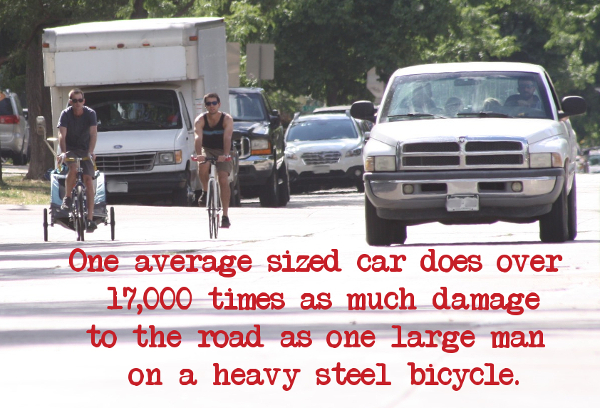 One average sized car does over
17,000 times as much damage
to the road as one large man
on a heavy steel bicycle.